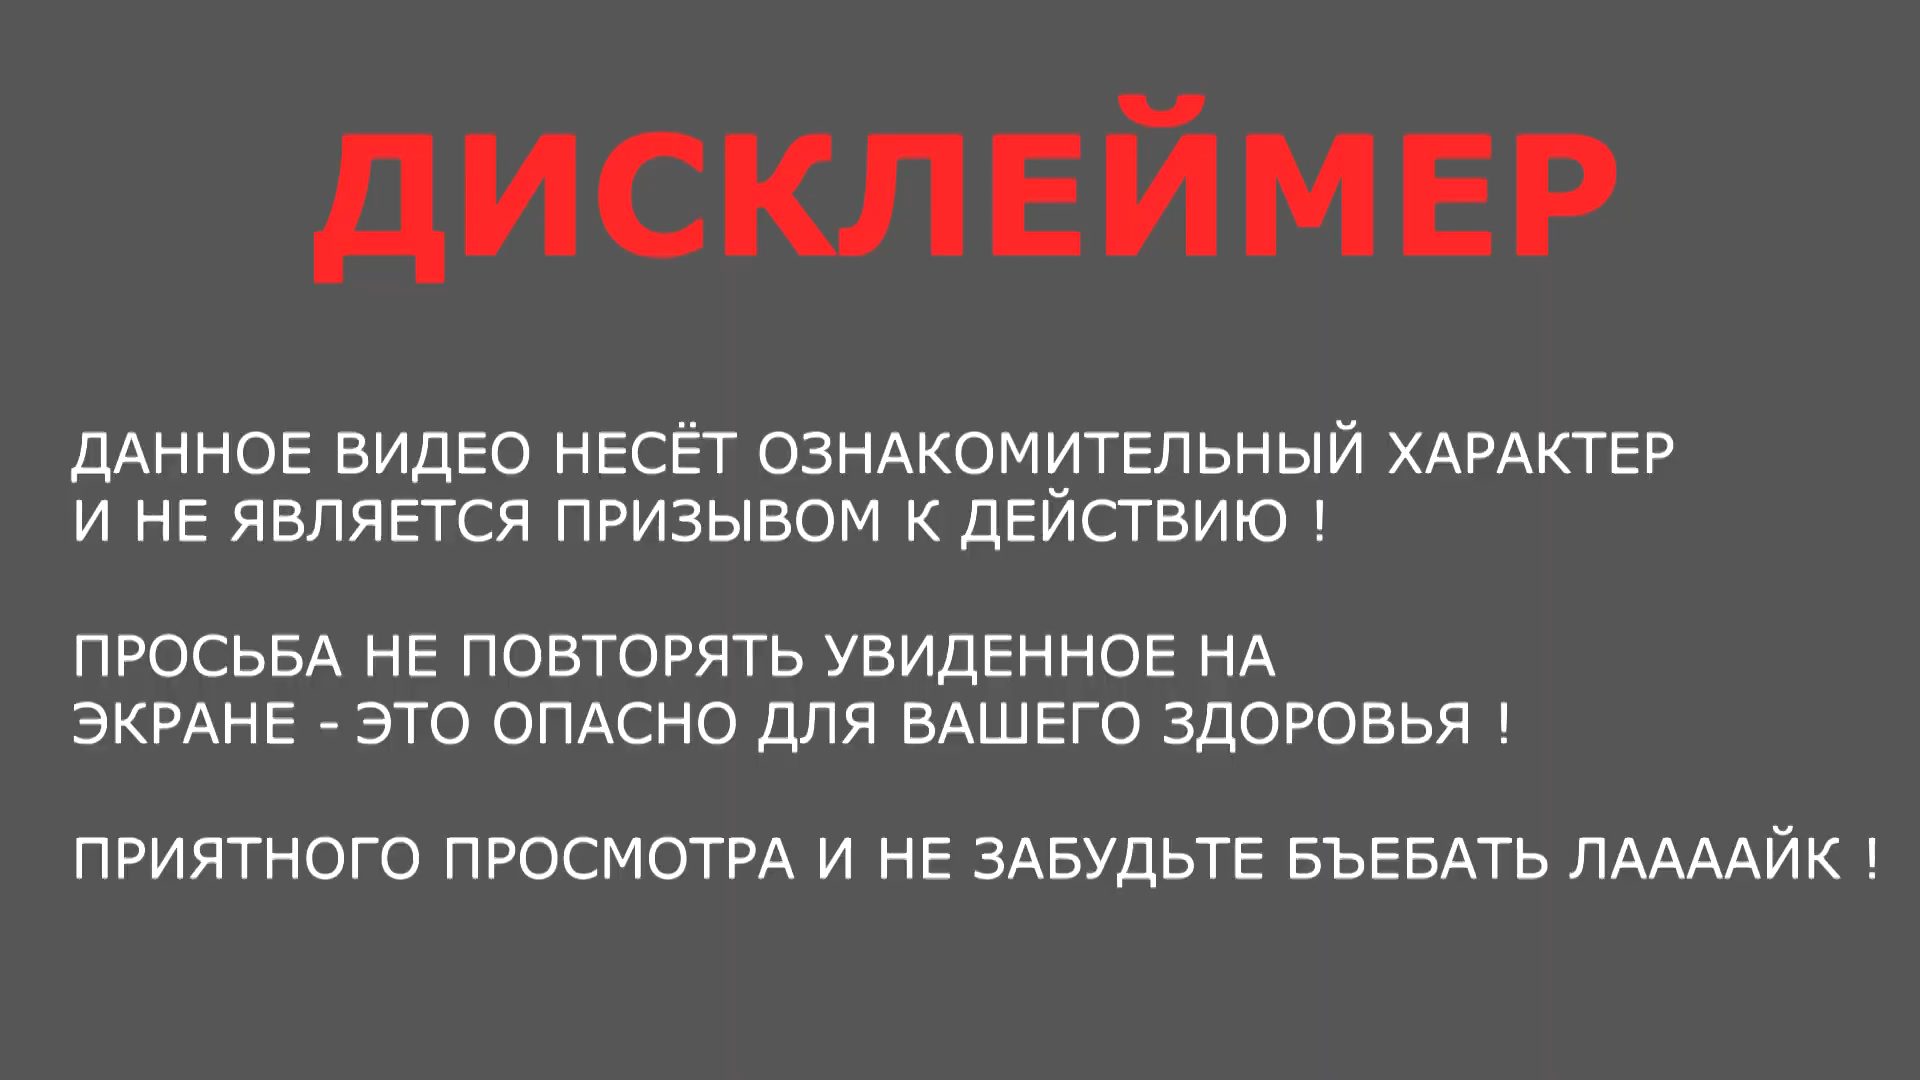 ДИСКЛЕЙМЕР
ДАННОЕ ВИДЕО НЕСЁТ ОЗНАКОМИТЕЛЬНЫЙ ХАРАКТЕР
И НЕ ЯВЛЯЕТСЯ ПРИЗЫВОМ К ДЕЙСТВИЮ !
ПРОСЬБА НЕ ПОВТОРЯТЬ УВИДЕННОЕ НА
ЭКРАНЕ - ЭТО ОПАСНО ДЛЯ ВАШЕГО ЗДОРОВЬЯ !
ПРИЯТНОГО ПРОСМОТРА И НЕ ЗАБУДЬТЕ БЪЕБАТЬ ЛААААЙК !